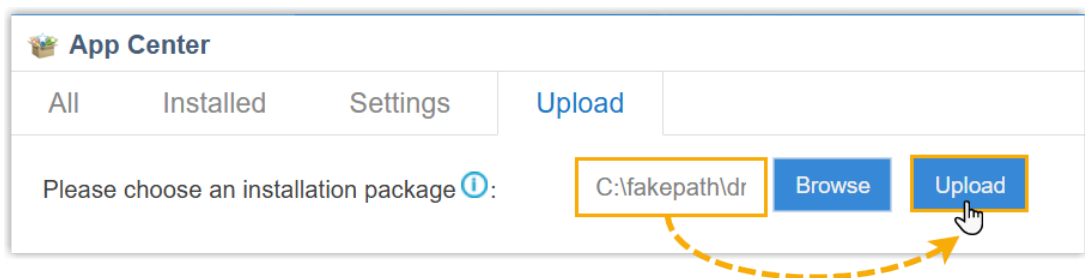 App Center
All Installed Settings Upload
Please choose an installation package : C:\fakepath\dr Browse Upload